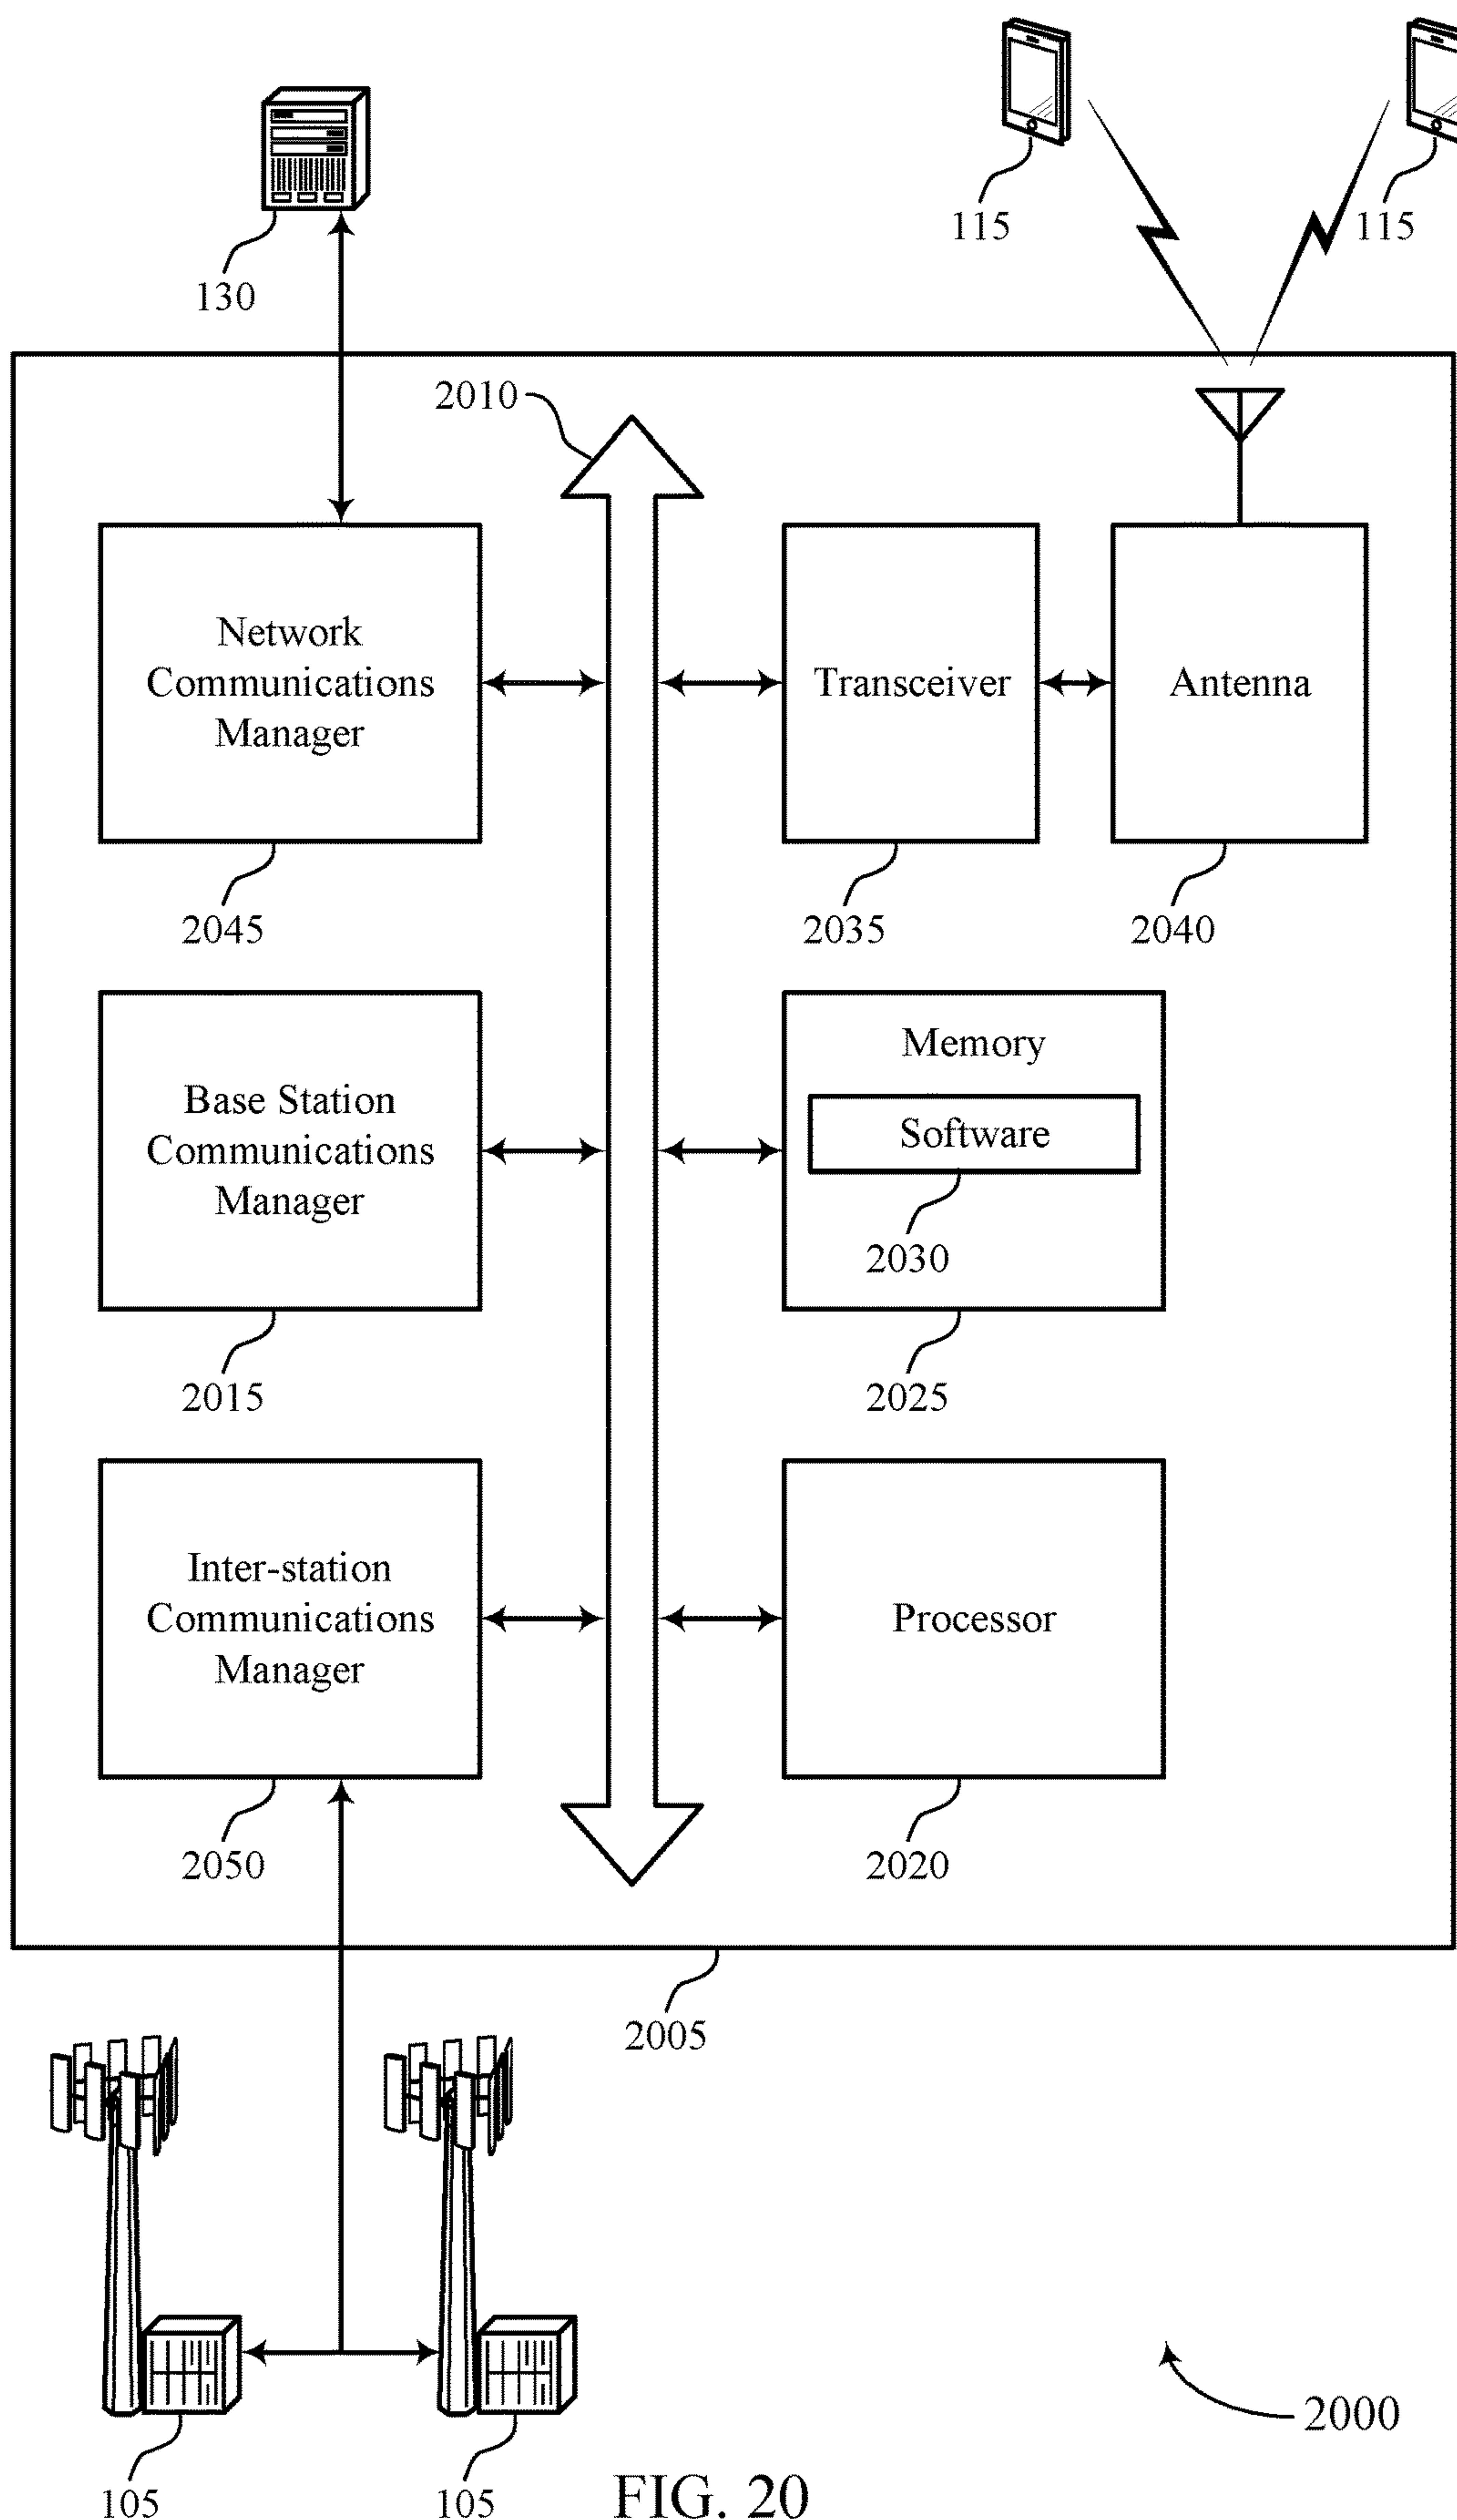 115
115
130
2010
Network
Communications
Manager
Transceiver
Antenna
2045
2035
2040
Base Station
Communications
Manager
Memory
Software
2030
2015
2025
Inter-station
Communications
Manager
Processor
2050
2020
2005
2000
105
105
FIG. 20